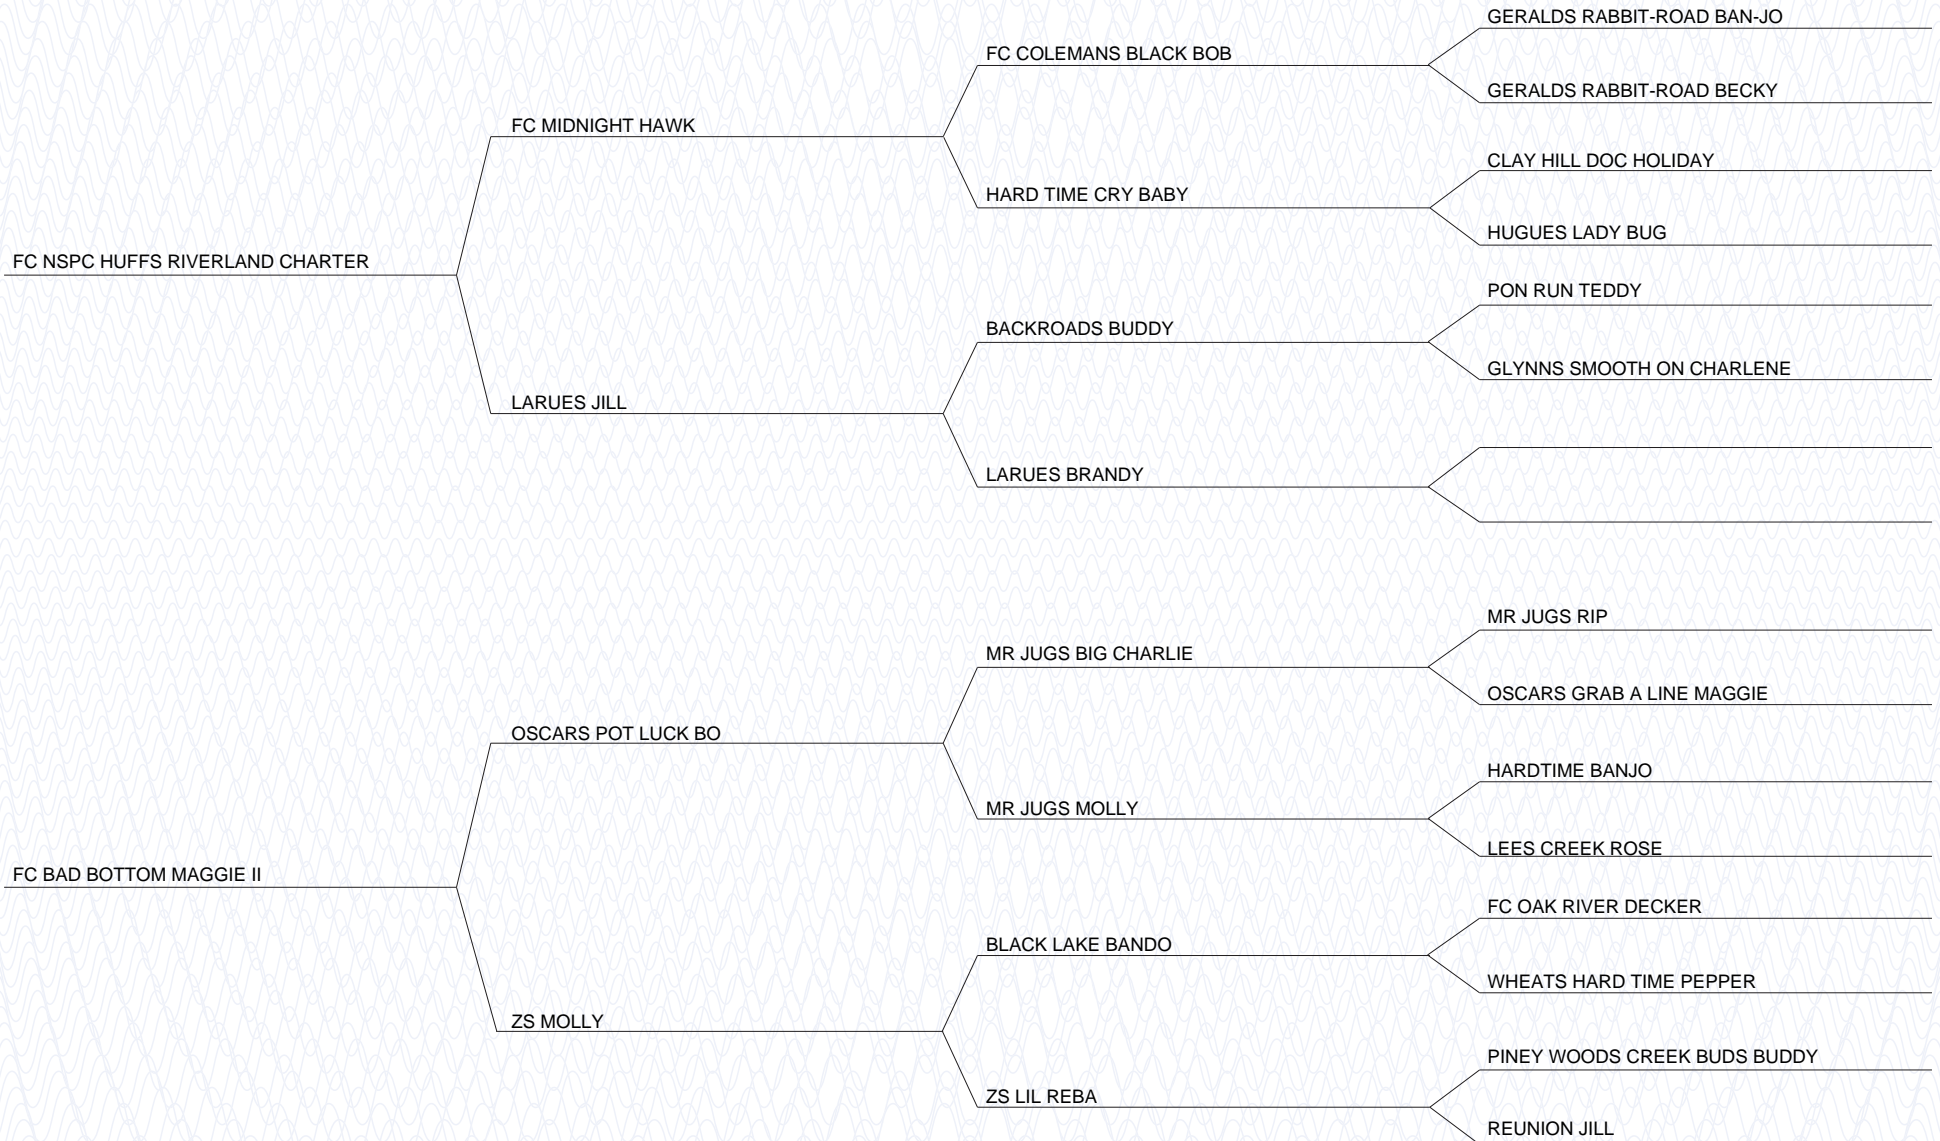 GERALDS RABBIT-ROAD BAN-JO
FC COLEMANS BLACK BOB
GERALDS RABBIT-ROAD BECKY
FC MIDNIGHT HAWK
CLAY HILL DOC HOLIDAY
HARD TIME CRY BABY
HUGUES LADY BUG
FC NSPC HUFFS RIVERLAND CHARTER
PON RUN TEDDY
BACKROADS BUDDY
GLYNNS SMOOTH ON CHARLENE
LARUES JILL
LARUES BRANDY
MR JUGS RIP
MR JUGS BIG CHARLIE
OSCARS GRAB A LINE MAGGIE
OSCARS POT LUCK BO
HARDTIME BANJO
MR JUGS MOLLY
LEES CREEK ROSE
FC BAD BOTTOM MAGGIE II
FC OAK RIVER DECKER
BLACK LAKE BANDO
WHEATS HARD TIME PEPPER
ZS MOLLY
PINEY WOODS CREEK BUDS BUDDY
ZS LIL REBA
REUNION JILL